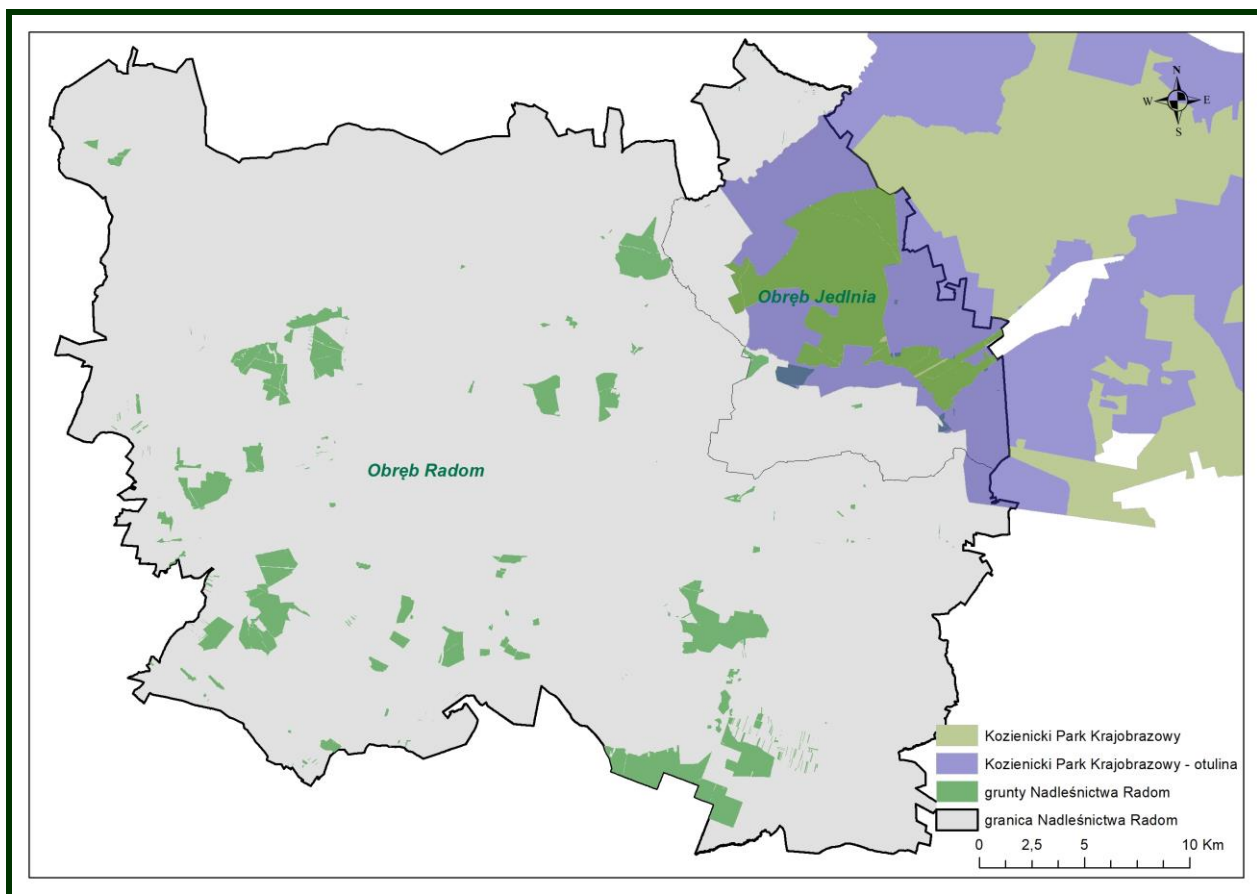 N
W E
S
Obręb Jedlnia
Obręb Radom
Kozienicki Park Krajobrazowy
Kozienicki Park Krajobrazowy - otulina
grunty Nadleśnictwa Radom
granica Nadleśnictwa Radom
0 2,5 5 10 Km